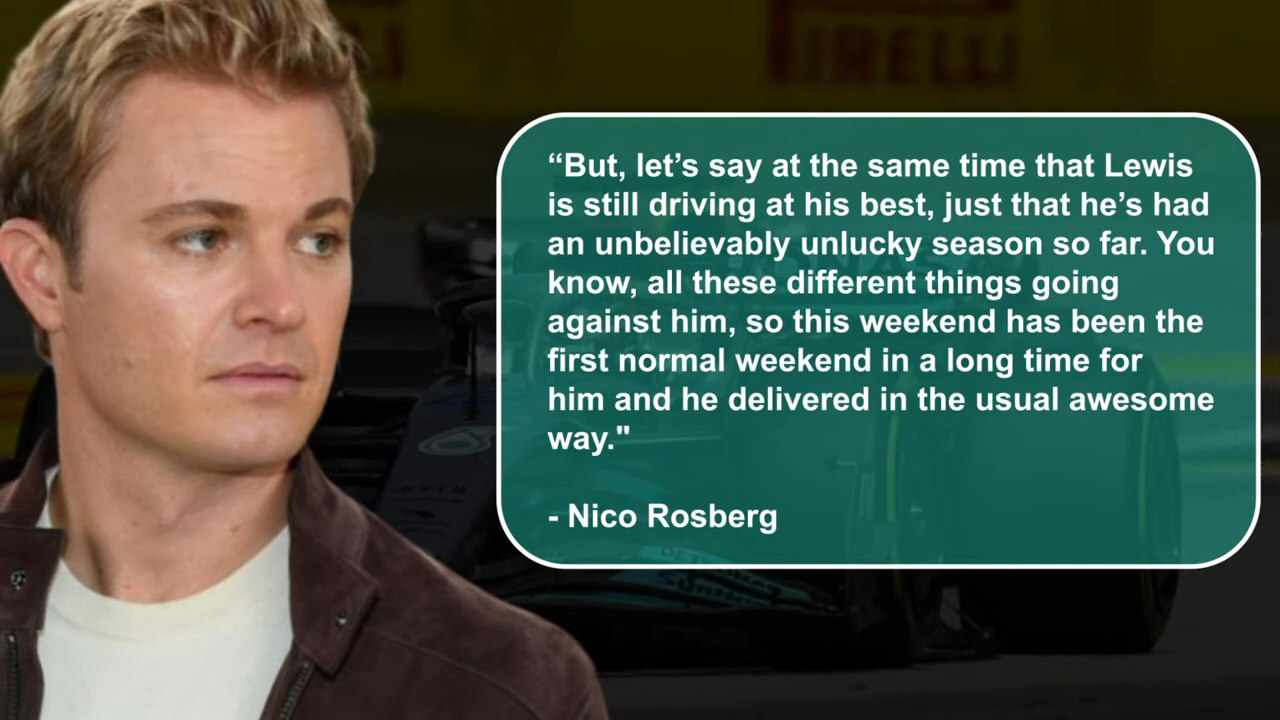 PIRELLI
“But, let’s say at the same time that Lewis
is still driving at his best, just that he’s had
an unbelievably unlucky season so far. You
know, all these different things going
against him, so this weekend has been the
first normal weekend in a long time for
him and he delivered in the usual awesome
way."
- Nico Rosberg